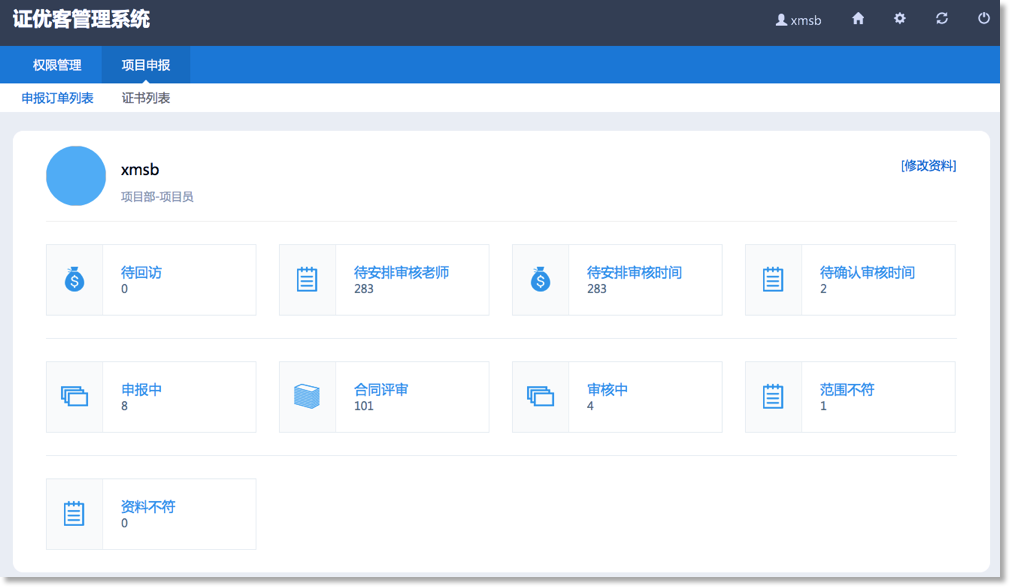 证优客管理系统
xmsb
权限管理 项目申报
申报订单列表 证书列表
xmsb
[修改资料]
项目部-项目员
待回访 待安排审核老师 待安排审核时间 待确认审核时间
0 283 283 2
申报中 合同评审 审核中 范围不符
8 101 4 1
资料不符
0